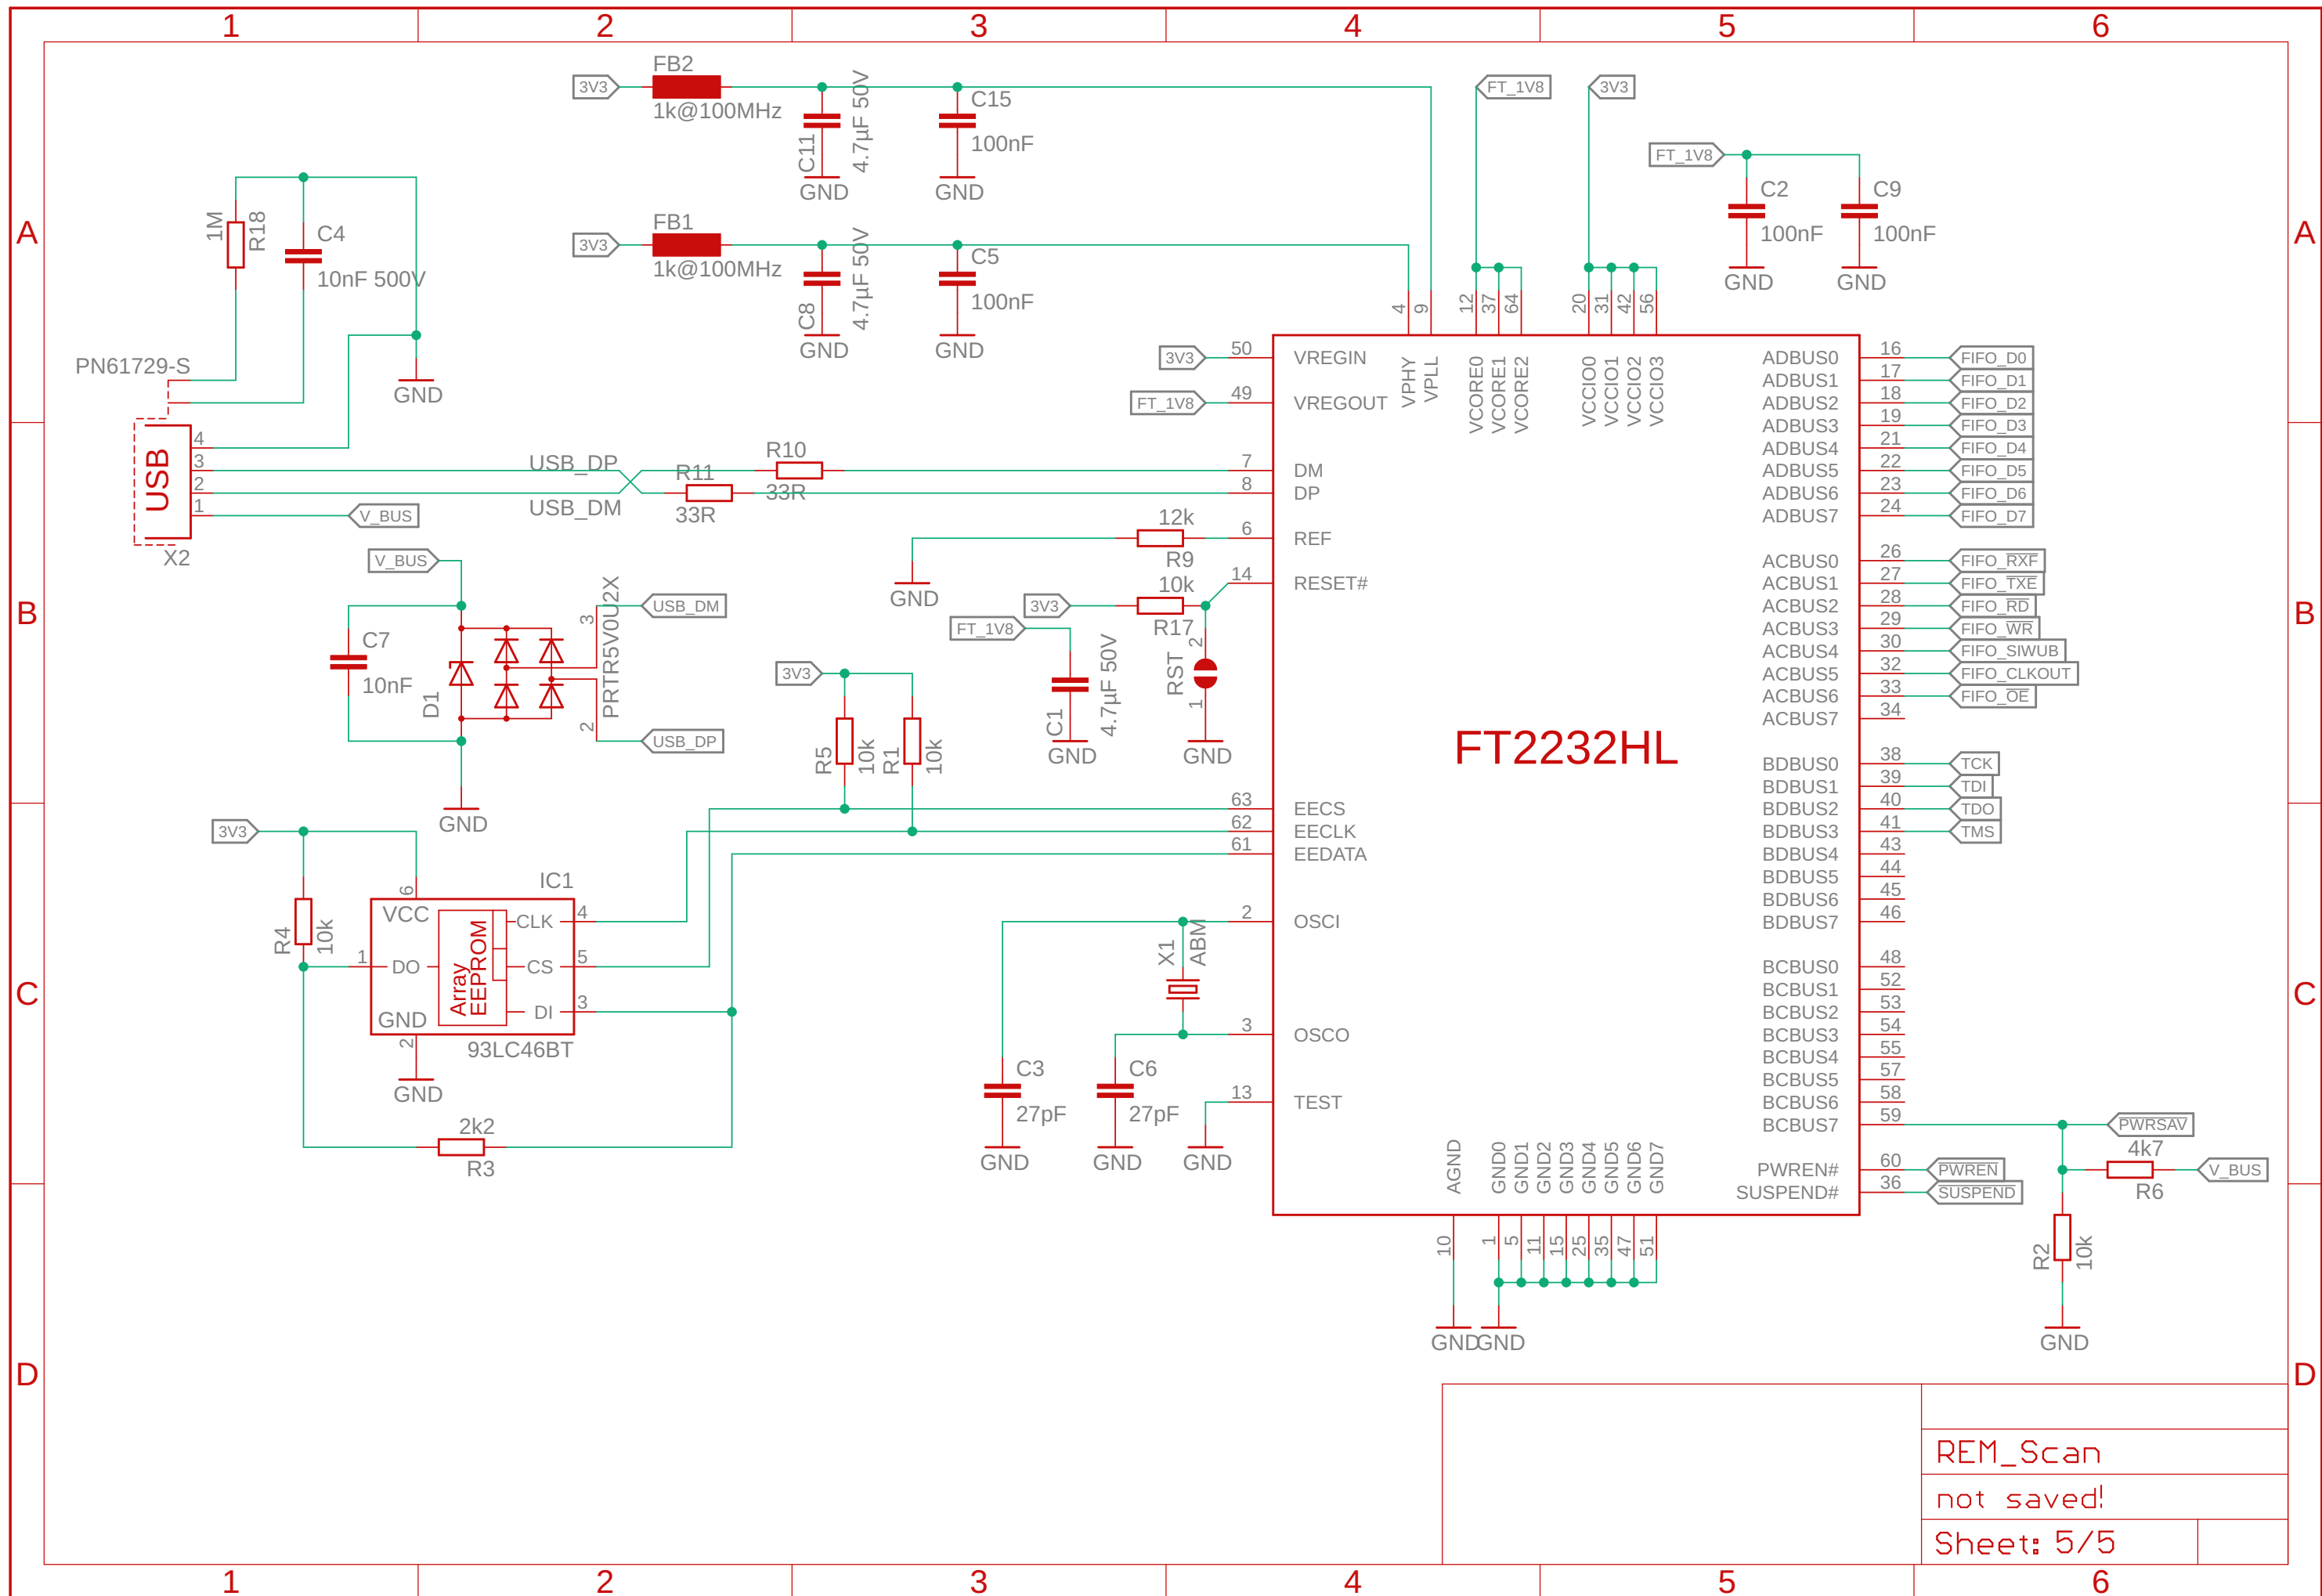 1 2 3 4 5 6
A A
B B
C C
D D
1 2 3 4 5 6
3V3
FB2
1k@100MHz
C11
4.7µF 50V
GND
C15
100nF
GND
3V3
FB1
1k@100MHz
C8
4.7µF 50V
GND
C5
100nF
GND
FT_1V8
3V3
FT_1V8
C2
100nF
GND
C9
100nF
GND
1M
R18
C4
10nF 500V
GND
PN61729-S
USB
4
3
2
1
X2
V_BUS
USB_DP
USB_DM
R11
33R
R10
33R
V_BUS
C7
10nF
D1
PRTR5V0U2X
3
2
USB_DM
USB_DP
GND
3V3
R4
10k
IC1
VCC
6
CLK
4
CS
5
DI
3
DO
1
GND
2
Array
EEPROM
93LC46BT
GND
2k2
R3
3V3
R5
10k
R1
10k
12k
R9
GND
3V3
10k
R17
FT_1V8
C1
4.7µF 50V
GND
RST
2
1
GND
X1
ABM
C3
27pF
GND
C6
27pF
GND
GND
3V3
FT_1V8
FT2232HL
50 VREGIN
49 VREGOUT
7 DM
8 DP
6 REF
14 RESET#
63 EECS
62 EECLK
61 EEDATA
2 OSCI
3 OSCO
13 TEST
4 VPHY
9 VPLL
12 VCORE0
37 VCORE1
64 VCORE2
20 VCCIO0
31 VCCIO1
42 VCCIO2
56 VCCIO3
ADBUS0 16 FIFO_D0
ADBUS1 17 FIFO_D1
ADBUS2 18 FIFO_D2
ADBUS3 19 FIFO_D3
ADBUS4 21 FIFO_D4
ADBUS5 22 FIFO_D5
ADBUS6 23 FIFO_D6
ADBUS7 24 FIFO_D7
ACBUS0 26 FIFO_RXF
ACBUS1 27 FIFO_TXE
ACBUS2 28 FIFO_RD
ACBUS3 29 FIFO_WR
ACBUS4 30 FIFO_SIWUB
ACBUS5 32 FIFO_CLKOUT
ACBUS6 33 FIFO_OE
ACBUS7 34
BDBUS0 38 TCK
BDBUS1 39 TDI
BDBUS2 40 TDO
BDBUS3 41 TMS
BDBUS4 43
BDBUS5 44
BDBUS6 45
BDBUS7 46
BCBUS0 48
BCBUS1 52
BCBUS2 53
BCBUS3 54
BCBUS4 55
BCBUS5 57
BCBUS6 58
BCBUS7 59 PWRSAV
PWREN# 60 PWREN
SUSPEND# 36 SUSPEND
4k7
R6
V_BUS
R2
10k
GND
AGND 10
GND0 1
GND1 5
GND2 11
GND3 15
GND4 25
GND5 35
GND6 47
GND7 51
GND
GND
REM_Scan
not saved!
Sheet: 5/5